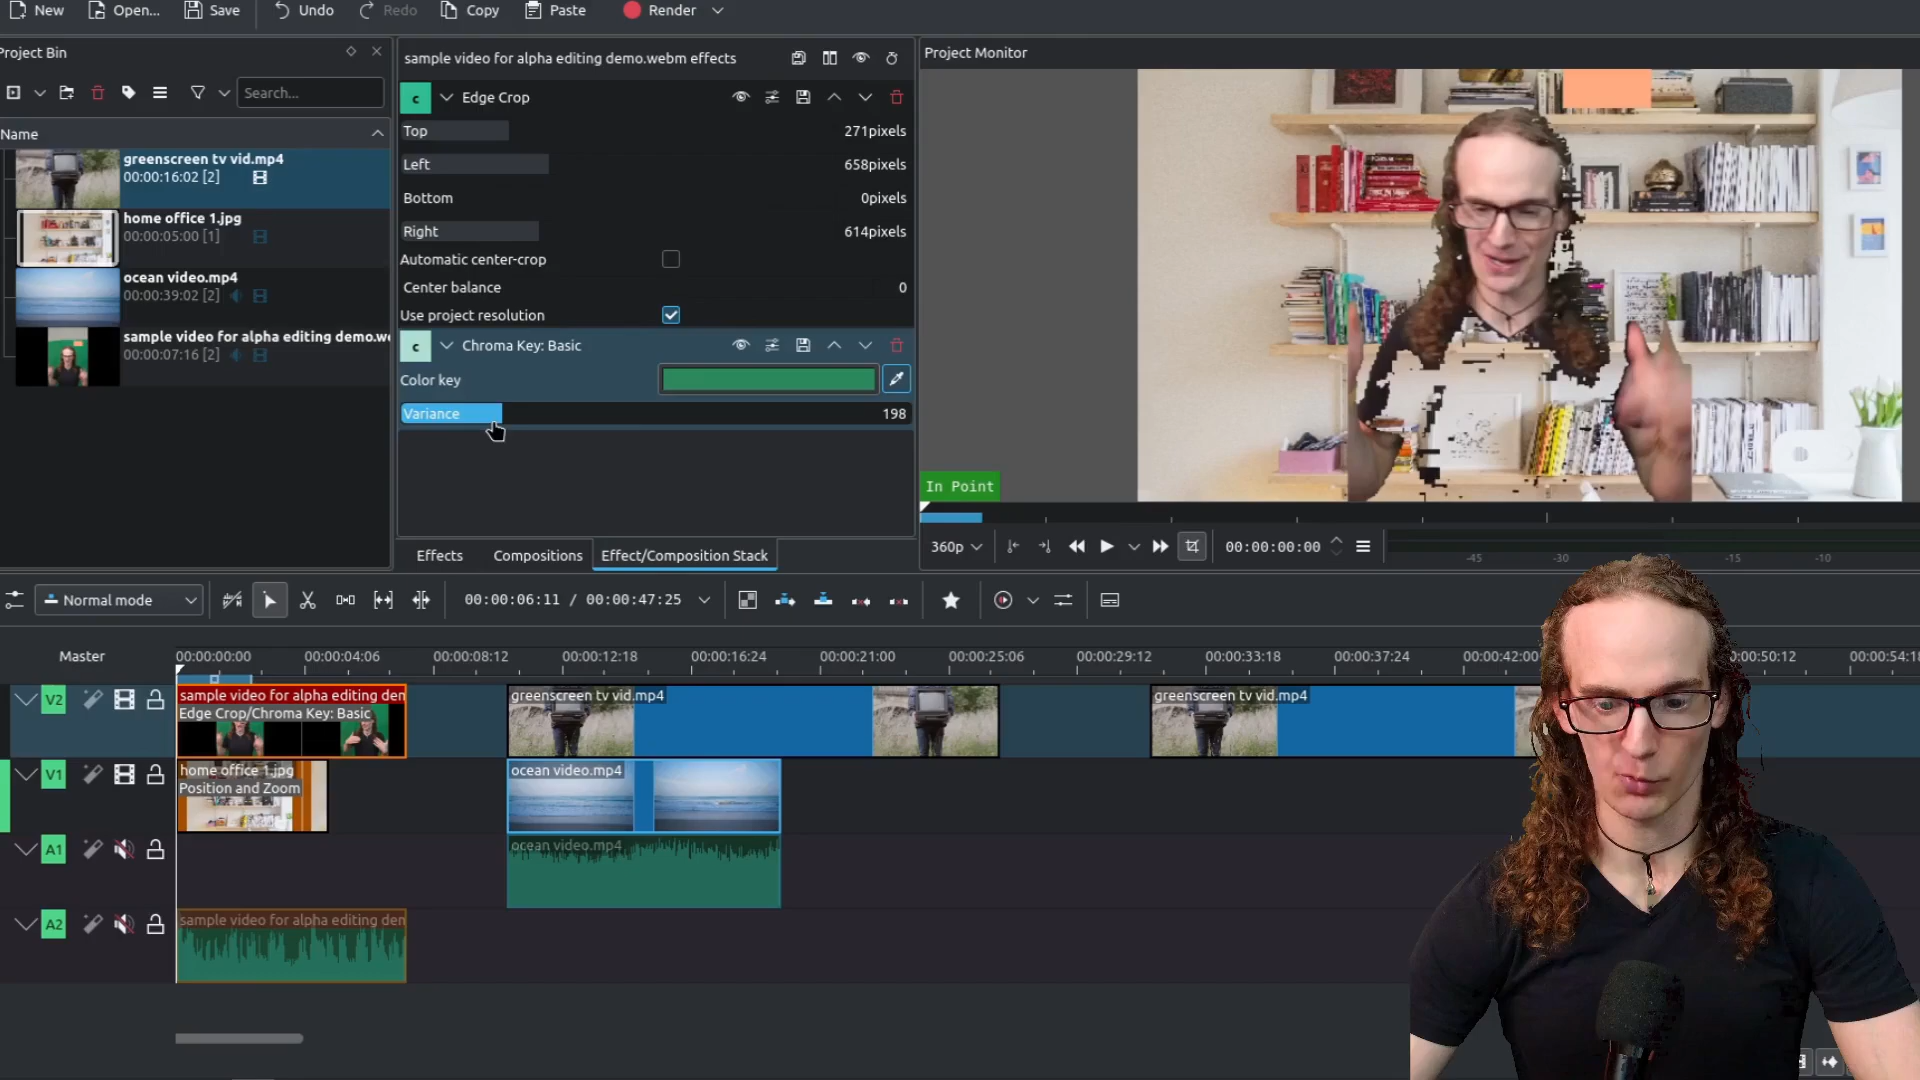 New Open... Save Undo Redo Copy Paste Render
Project Bin
Search...
Name
greenscreen tv vid.mp4
00:00:16:02 [2]
home office 1.jpg
00:00:05:00 [1]
ocean video.mp4
00:00:39:02 [2]
sample video for alpha editing demo.we
00:00:07:16 [2]
sample video for alpha editing demo.webm effects
c Edge Crop
Top 271pixels
Left 658pixels
Bottom 0pixels
Right 614pixels
Automatic center-crop
Center balance 0
Use project resolution
c Chroma Key: Basic
Color key
Variance 198
Effects Compositions Effect/Composition Stack
Project Monitor
In Point
360p 00:00:00:00
-45 -30 -15 -10
Normal mode 00:00:06:11 / 00:00:47:25
Master 00:00:00:00 00:00:04:06 00:00:08:12 00:00:12:18 00:00:16:24 00:00:21:00 00:00:25:06 00:00:29:12 00:00:33:18 00:00:37:24 00:00:42:00 00:50:12 00:00:54:18
V2
sample video for alpha editing den
Edge Crop/Chroma Key: Basic
greenscreen tv vid.mp4
greenscreen tv vid.mp4
V1
home office 1.jpg
Position and Zoom
ocean video.mp4
A1
ocean video.mp4
A2
sample video for alpha editing den